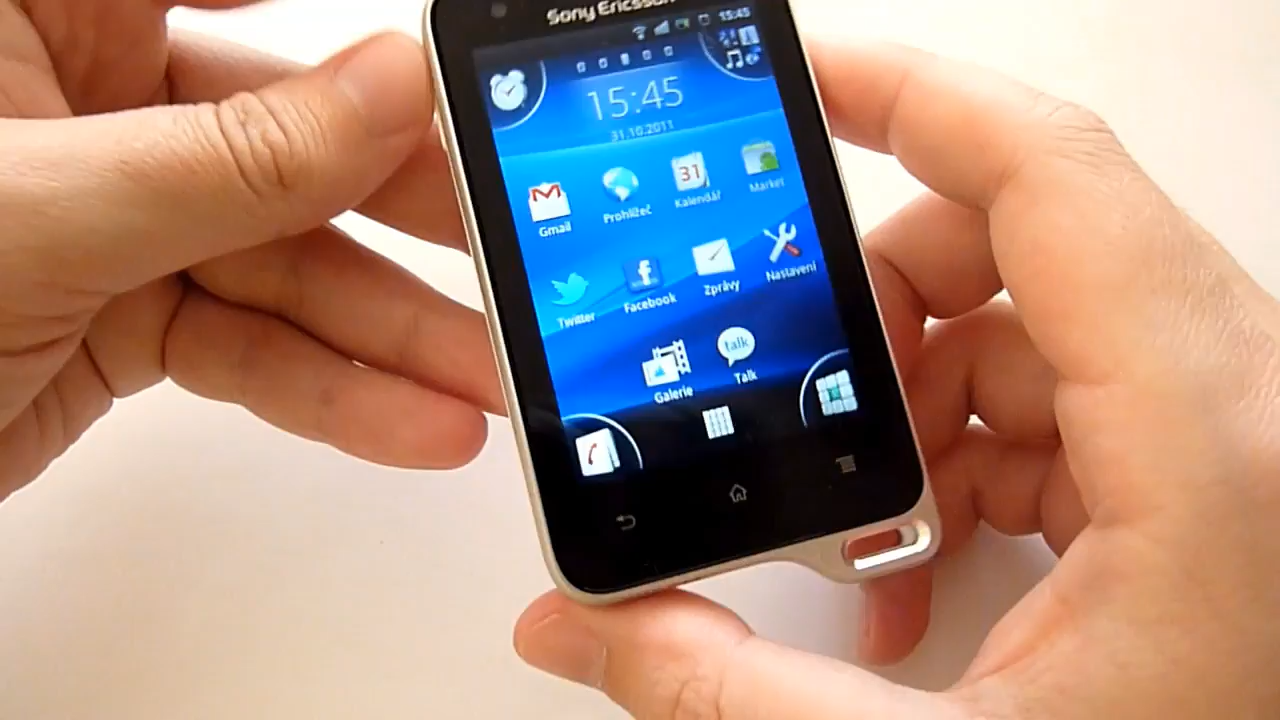 Sony Ericsson
15:45
15:45
31.10.2011
31
Gmail
Prohlížeč
Kalendář
Market
Twitter
Facebook
Zprávy
Nastavení
talk
Galerie
Talk